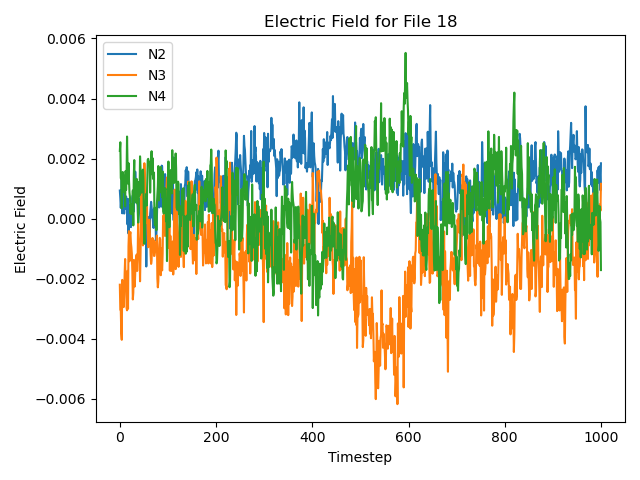 Electric Field for File 18
N2
N3
N4
0.006
0.004
0.002
0.000
−0.002
−0.004
−0.006
Electric Field
0 200 400 600 800 1000
Timestep